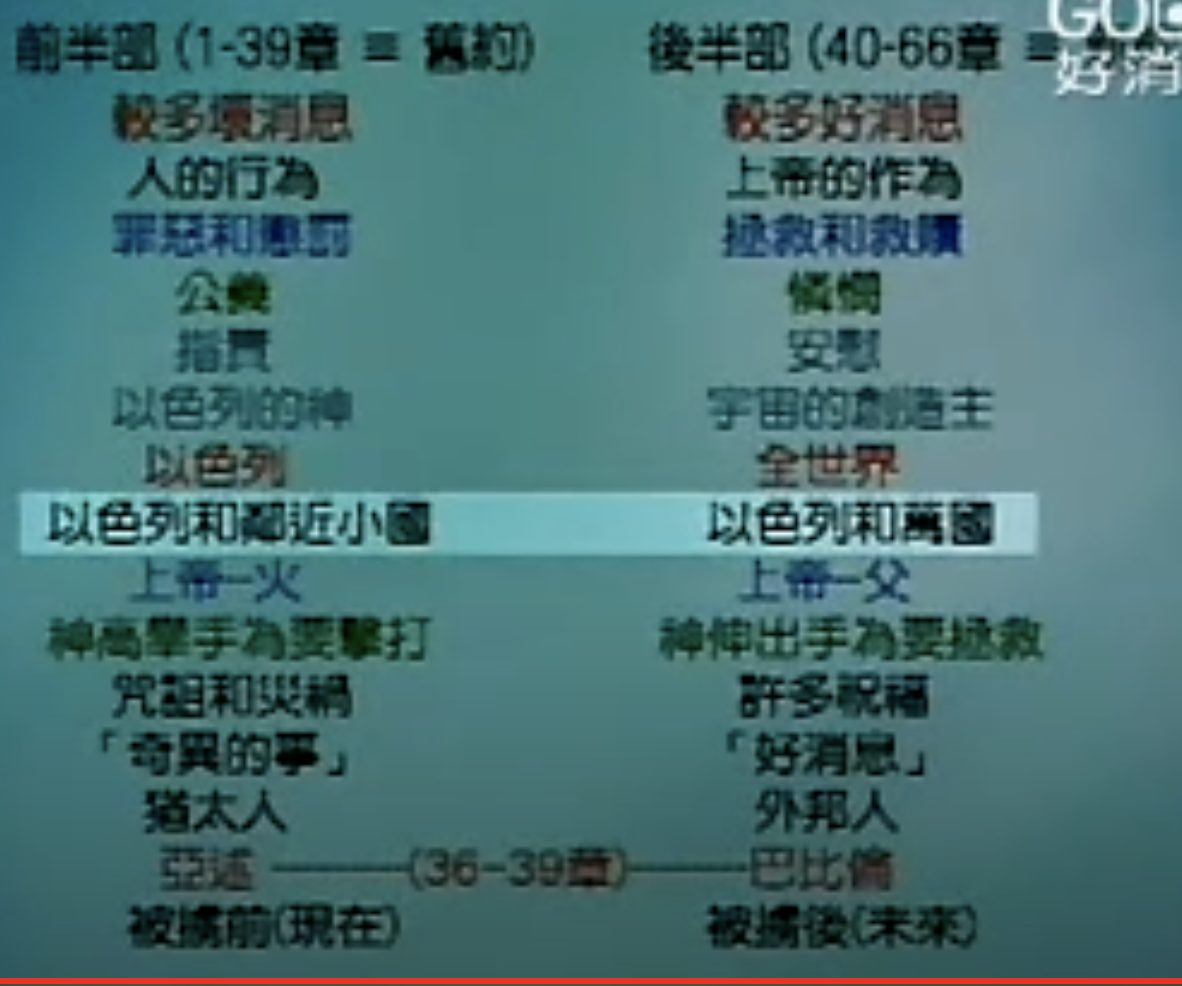 前半部 (1-39章 = 舊約) 後半部 (40-66章 =
GOO
好消
較多壞消息 較多好消息
人的行為 上帝的作為
罪惡和懲罰 拯救和救贖
公義 憐憫
指責 安慰
以色列的神 宇宙的創造主
以色列 全世界
以色列和鄰近小國 以色列和萬國
上帝-火 上帝-父
神高舉手為要擊打 神伸出手為要拯救
咒詛和災禍 許多祝福
「奇異的事」 「好消息」
猶太人 外邦人
亞述 ———(36-39章)——— 巴比倫
被擄前(現在) 被擄後(未來)